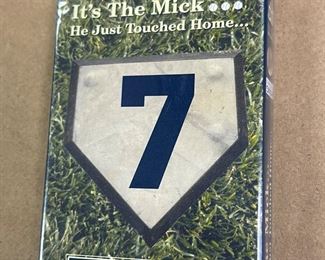 It's The Mick
He Just Touched Home...
7